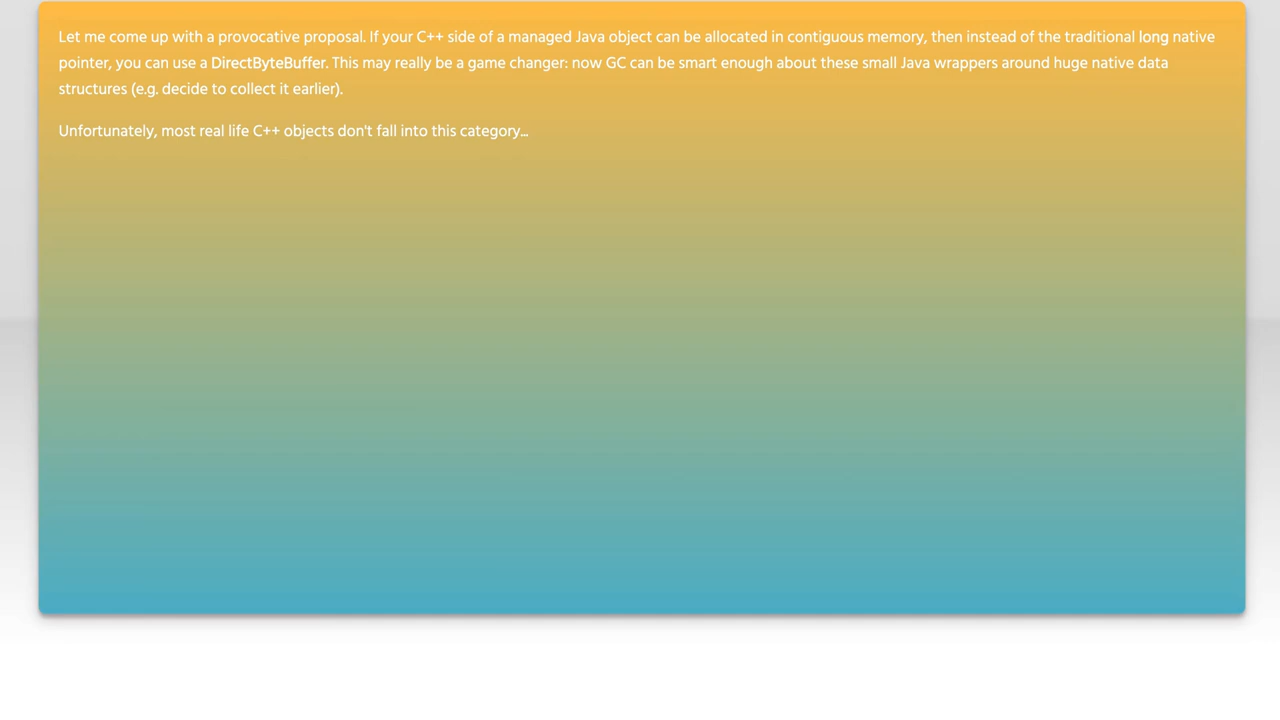 Let me come up with a provocative proposal. If your C++ side of a managed Java object can be allocated in contiguous memory, then instead of the traditional long native
pointer, you can use a DirectByteBuffer. This may really be a game changer: now GC can be smart enough about these small Java wrappers around huge native data
structures (e.g. decide to collect it earlier).
Unfortunately, most real life C++ objects don't fall into this category...